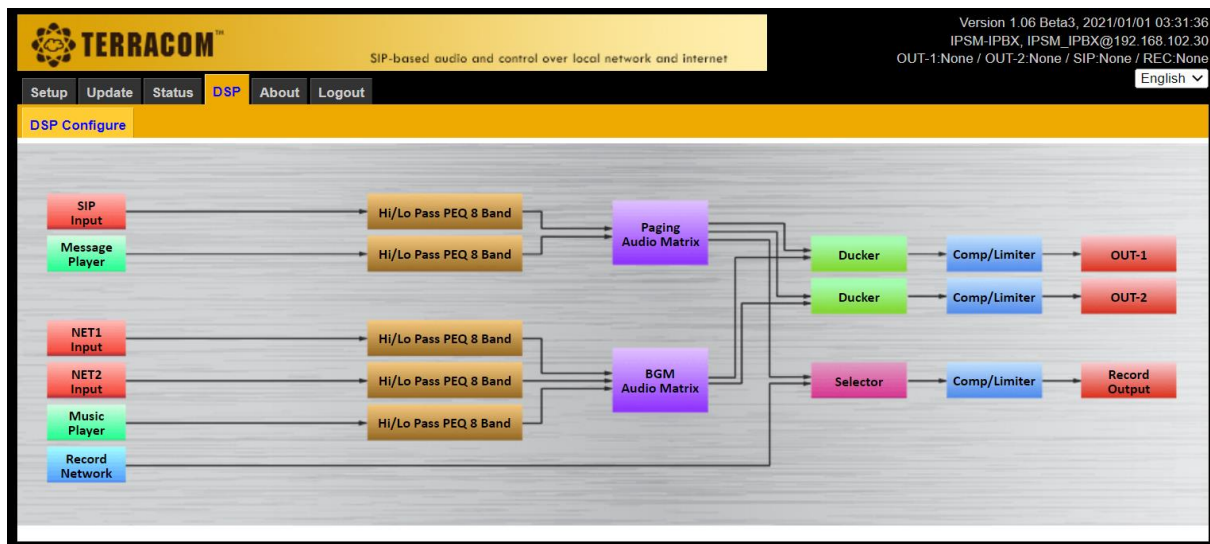 TERRACOM™
SIP-based audio and control over local network and internet
Version 1.06 Beta3, 2021/01/01 03:31:36
IPSM-IPBX, IPSM_IPBX@192.168.102.30
OUT-1:None / OUT-2:None / SIP:None / REC:None
English
Setup Update Status DSP About Logout
DSP Configure
SIP
Input
Hi/Lo Pass PEQ 8 Band
Message
Player
Hi/Lo Pass PEQ 8 Band
Paging
Audio Matrix
Ducker
Comp/Limiter
OUT-1
Ducker
Comp/Limiter
OUT-2
NET1
Input
Hi/Lo Pass PEQ 8 Band
NET2
Input
Hi/Lo Pass PEQ 8 Band
BGM
Audio Matrix
Selector
Comp/Limiter
Record
Output
Music
Player
Hi/Lo Pass PEQ 8 Band
Record
Network